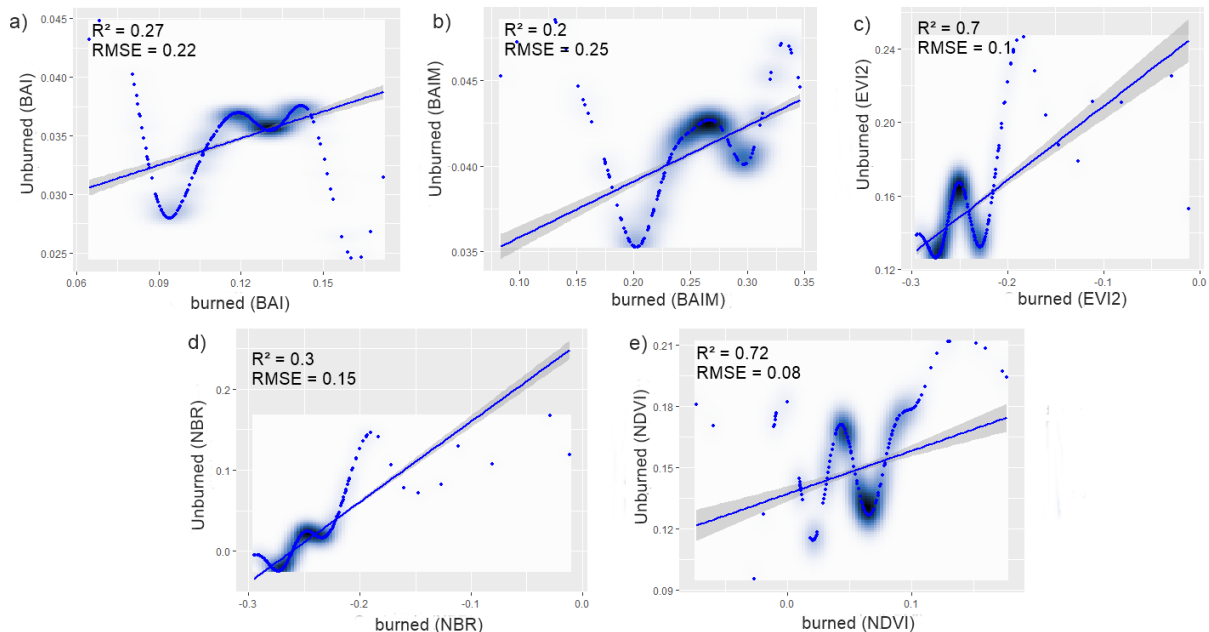 a)
R² = 0.27
RMSE = 0.22
Unburned (BAI)
0.045
0.040
0.035
0.030
0.025
0.06
0.09
0.12
0.15
burned (BAI)
b)
R² = 0.2
RMSE = 0.25
Unburned (BAIM)
0.045
0.040
0.035
0.10
0.15
0.20
0.25
0.30
0.35
burned (BAIM)
c)
R² = 0.7
RMSE = 0.1
Unburned (EVI2)
0.24
0.20
0.16
0.12
-0.3
-0.2
-0.1
0.0
burned (EVI2)
d)
R² = 0.3
RMSE = 0.15
Unburned (NBR)
0.2
0.1
0.0
-0.3
-0.2
-0.1
0.0
burned (NBR)
e)
R² = 0.72
RMSE = 0.08
Unburned (NDVI)
0.21
0.18
0.15
0.12
0.09
0.0
0.1
burned (NDVI)